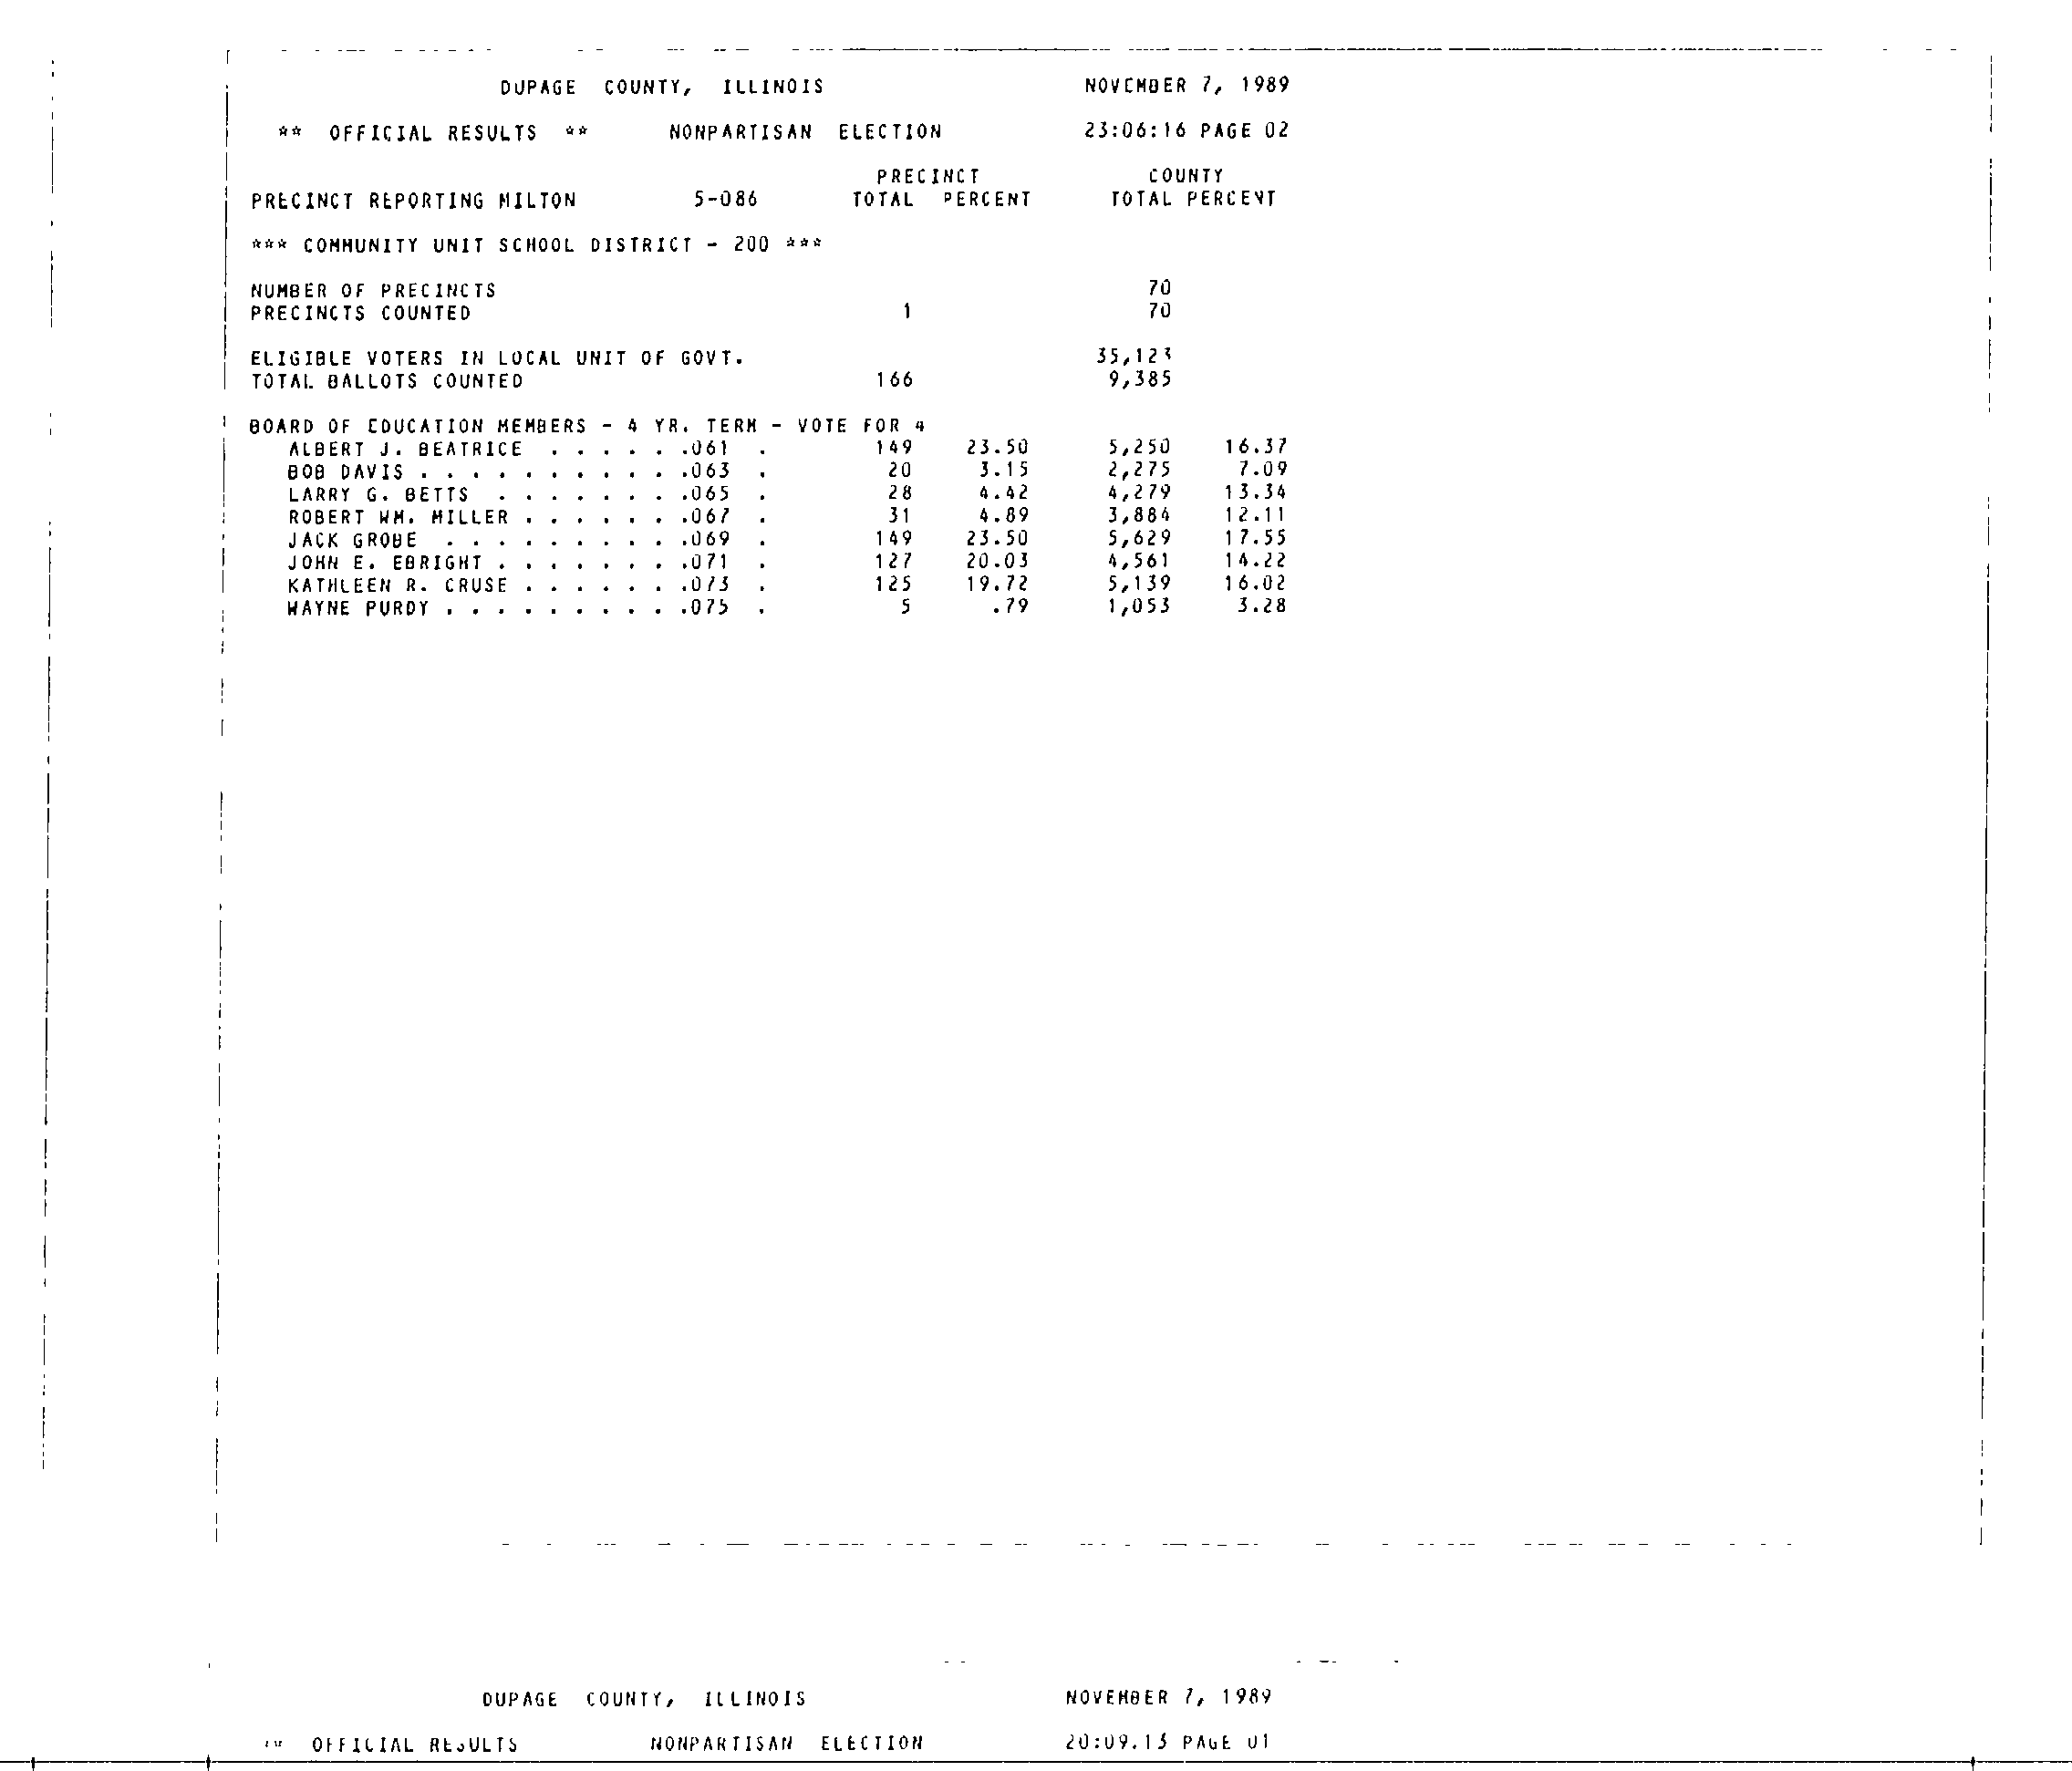 DUPAGE COUNTY, ILLINOIS NOVEMBER 7, 1989
** OFFICIAL RESULTS ** NONPARTISAN ELECTION 23:06:16 PAGE 02
PRECINCT COUNTY
PRECINCT REPORTING MILTON 5-086 TOTAL PERCENT TOTAL PERCENT
*** COMMUNITY UNIT SCHOOL DISTRICT - 200 ***
NUMBER OF PRECINCTS 70
PRECINCTS COUNTED 1 70
ELIGIBLE VOTERS IN LOCAL UNIT OF GOVT. 35,123
TOTAL BALLOTS COUNTED 166 9,385
BOARD OF EDUCATION MEMBERS - 4 YR. TERM - VOTE FOR 4
ALBERT J. BEATRICE . . . . . .061 . 149 23.50 5,250 16.37
BOB DAVIS . . . . . . . . . . .063 . 20 3.15 2,275 7.09
LARRY G. BETTS . . . . . . . .065 . 28 4.42 4,279 13.34
ROBERT WM. MILLER . . . . . . .067 . 31 4.89 3,884 12.11
JACK GROBE . . . . . . . . . .069 . 149 23.50 5,629 17.55
JOHN E. EBRIGHT . . . . . . . .071 . 127 20.03 4,561 14.22
KATHLEEN R. CRUSE . . . . . . .073 . 125 19.72 5,139 16.02
WAYNE PURDY . . . . . . . . . .075 . 5 .79 1,053 3.28
DUPAGE COUNTY, ILLINOIS NOVEMBER 7, 1989
** OFFICIAL RESULTS NONPARTISAN ELECTION 20:09.13 PAGE 01